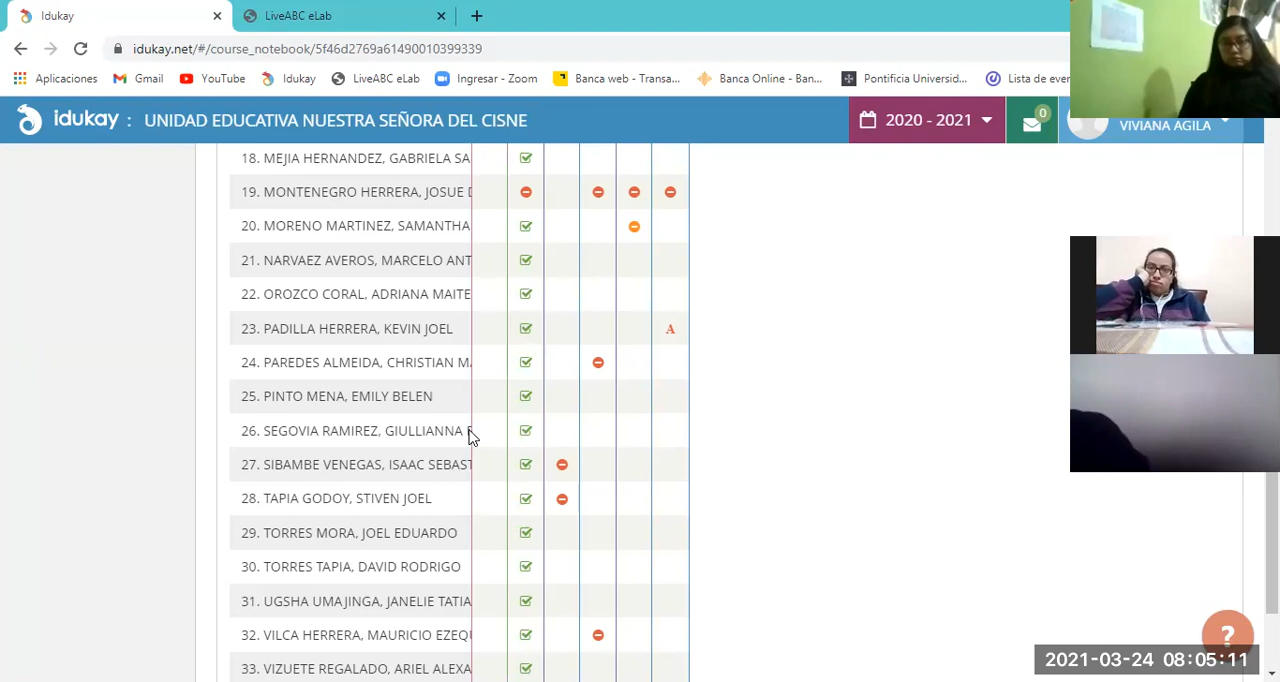 Idukay
LiveABC eLab
idukay.net/#/course_notebook/5f46d2769a61490010399339
Aplicaciones Gmail YouTube Idukay LiveABC eLab Ingresar - Zoom Banca web - Transa... Banca Online - Ban... Pontificia Universid... Lista de ever
idukay : UNIDAD EDUCATIVA NUESTRA SEÑORA DEL CISNE 2020 - 2021 0 VIVIANA AGILA
18. MEJIA HERNANDEZ, GABRIELA SA
19. MONTENEGRO HERRERA, JOSUE D
20. MORENO MARTINEZ, SAMANTHA
21. NARVAEZ AVEROS, MARCELO ANT
22. OROZCO CORAL, ADRIANA MAITE
23. PADILLA HERRERA, KEVIN JOEL A
24. PAREDES ALMEIDA, CHRISTIAN MA
25. PINTO MENA, EMILY BELEN
26. SEGOVIA RAMIREZ, GIULLIANNA
27. SIBAMBE VENEGAS, ISAAC SEBAST
28. TAPIA GODOY, STIVEN JOEL
29. TORRES MORA, JOEL EDUARDO
30. TORRES TAPIA, DAVID RODRIGO
31. UGSHA UMAJINGA, JANELIE TATIA
32. VILCA HERRERA, MAURICIO EZEQU
33. VIZUETE REGALADO, ARIEL ALEXA
?
2021-03-24 08:05:11